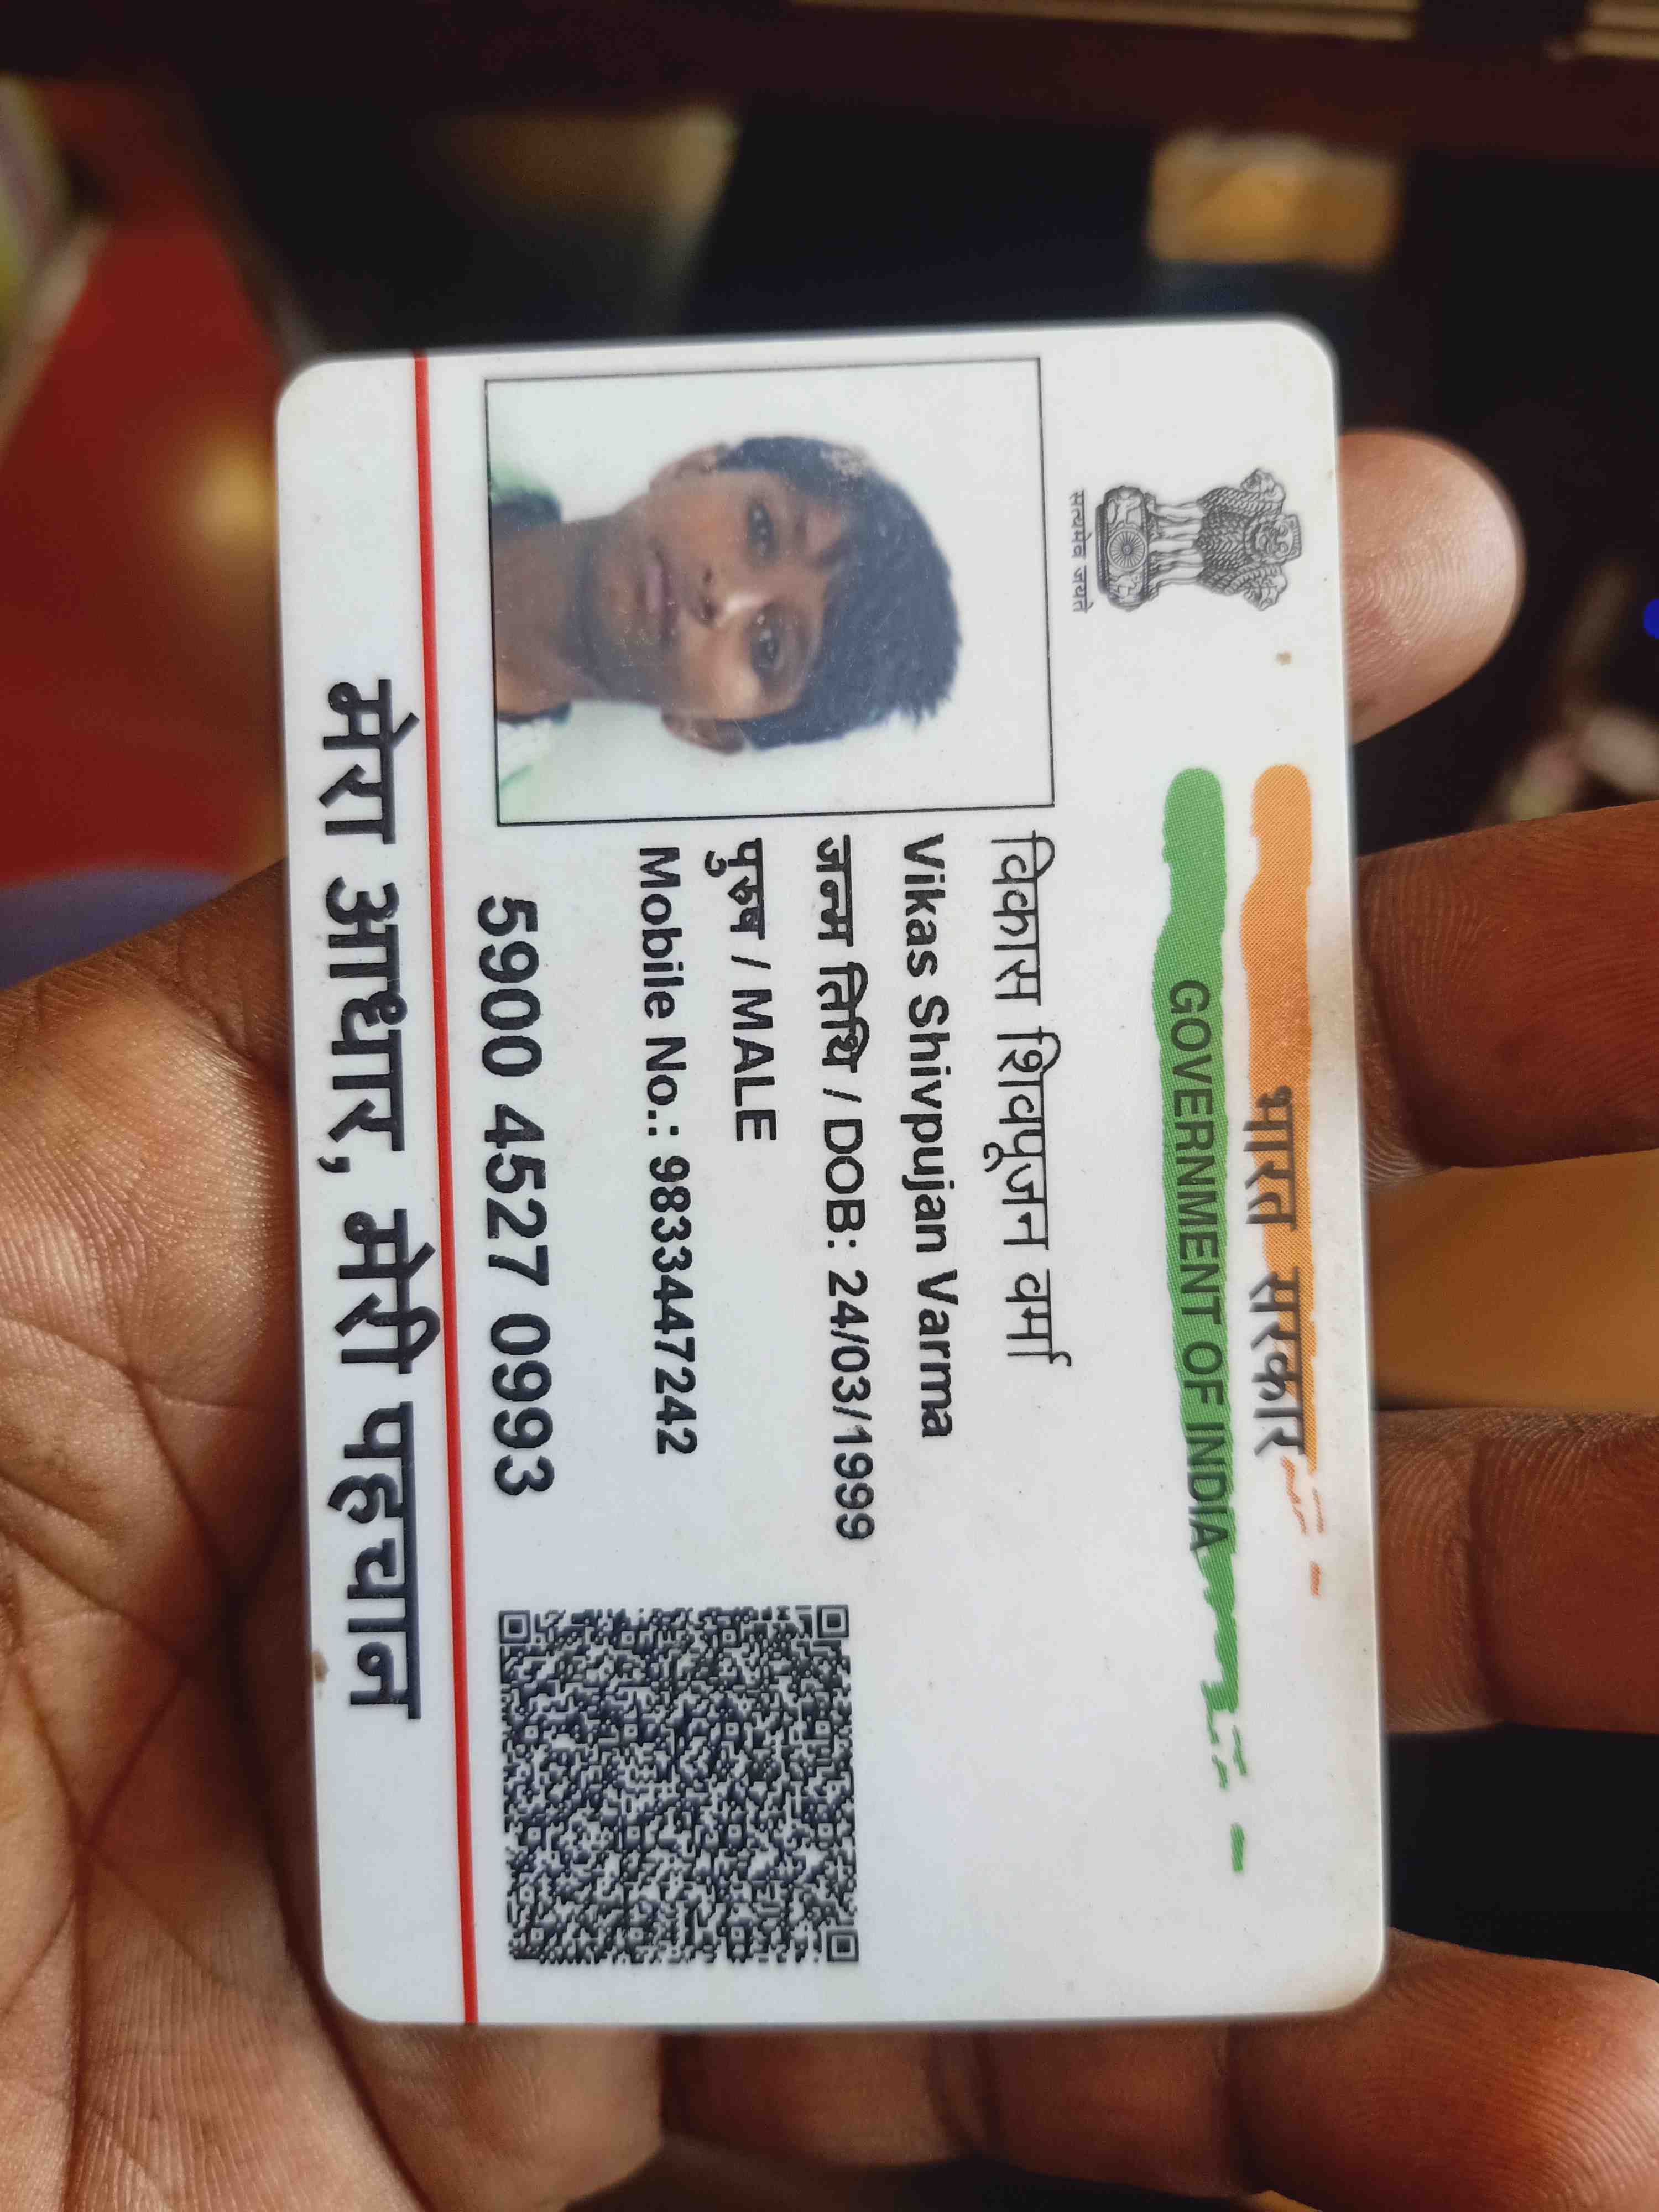 भारत सरकार
GOVERNMENT OF INDIA
सत्यमेव जयते
विकास शिवपूजन वर्मा
Vikas Shivpujan Varma
जन्म तिथि / DOB: 24/03/1999
पुरुष / MALE
Mobile No.: 9833447242
5900 4527 0993
मेरा आधार, मेरी पहचान